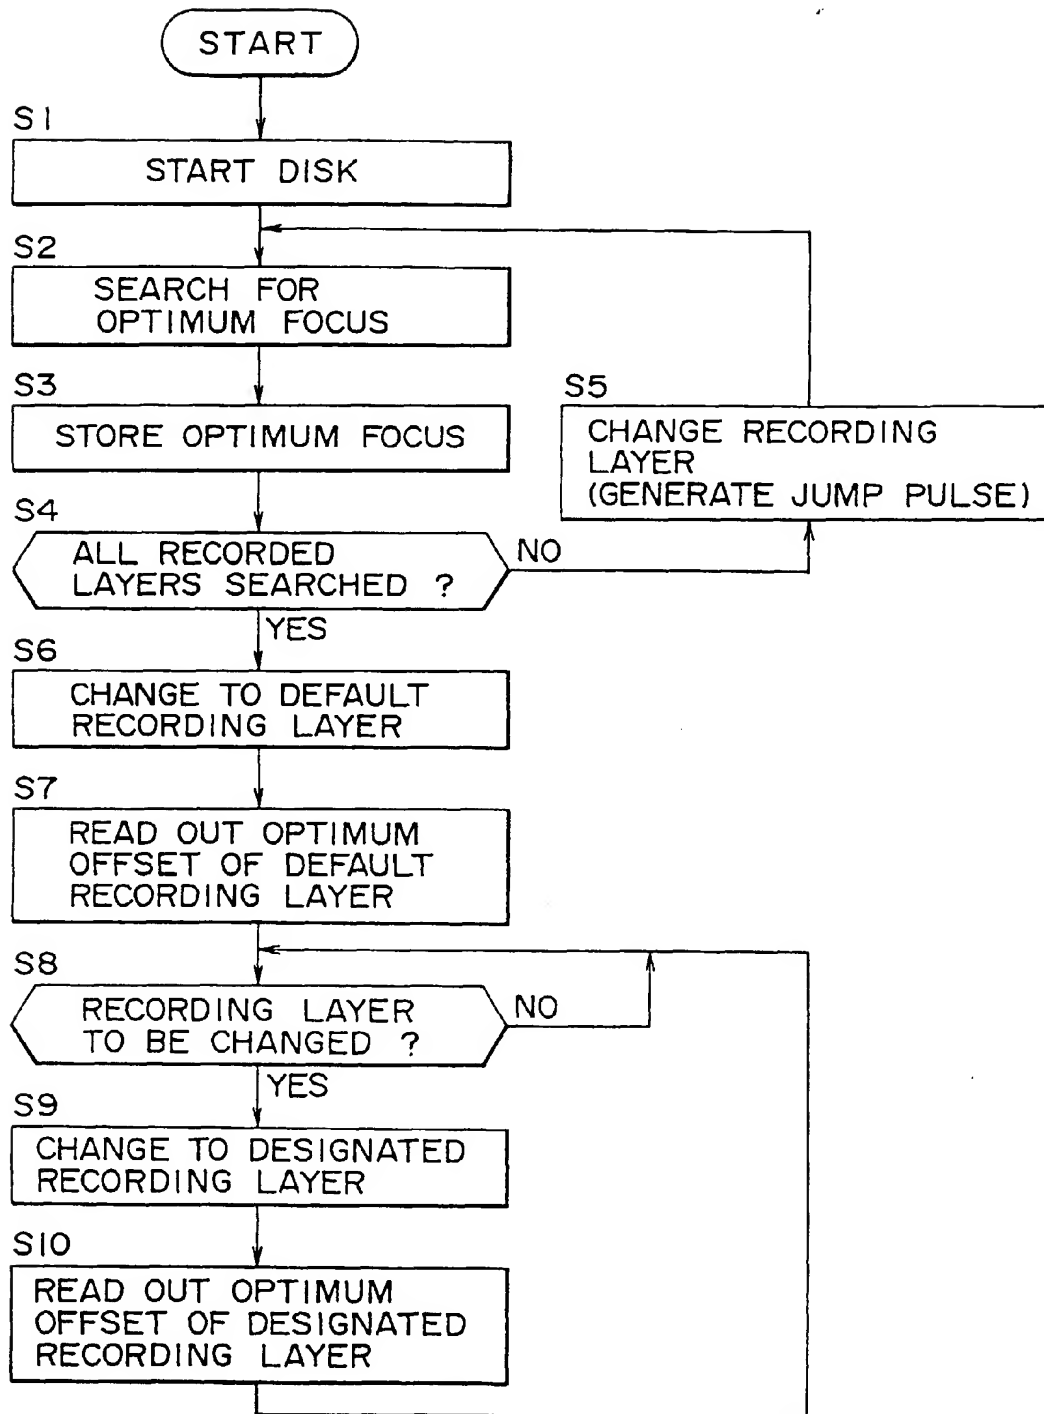 START
S1
START DISK
S2
SEARCH FOR
OPTIMUM FOCUS
S3
STORE OPTIMUM FOCUS
S5
CHANGE RECORDING
LAYER
(GENERATE JUMP PULSE)
S4
ALL RECORDED
LAYERS SEARCHED ?
NO
YES
S6
CHANGE TO DEFAULT
RECORDING LAYER
S7
READ OUT OPTIMUM
OFFSET OF DEFAULT
RECORDING LAYER
S8
RECORDING LAYER
TO BE CHANGED ?
NO
YES
S9
CHANGE TO DESIGNATED
RECORDING LAYER
S10
READ OUT OPTIMUM
OFFSET OF DESIGNATED
RECORDING LAYER